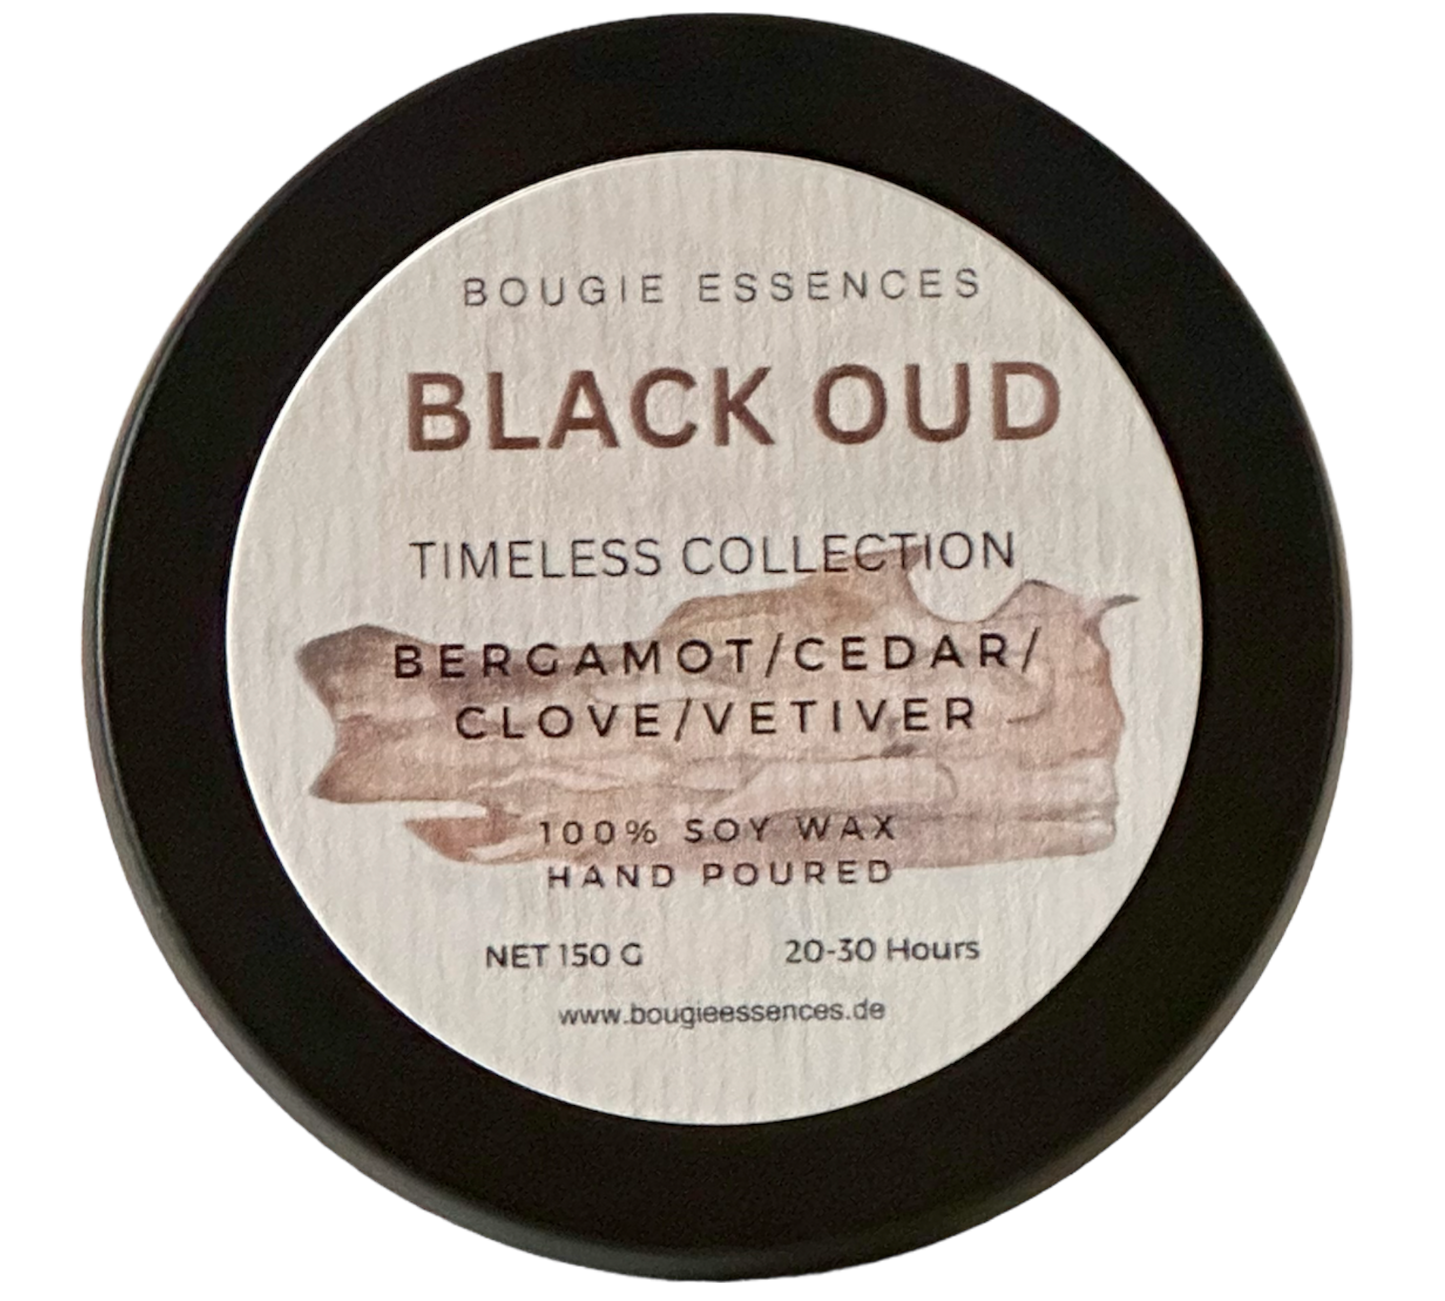 BOUGIE ESSENCES
BLACK OUD
TIMELESS COLLECTION
BERGAMOT/CEDAR/
CLOVE/VETIVER
100% SOY WAX
HAND POURED
NET 150 G 20-30 Hours
www.bougieessences.de